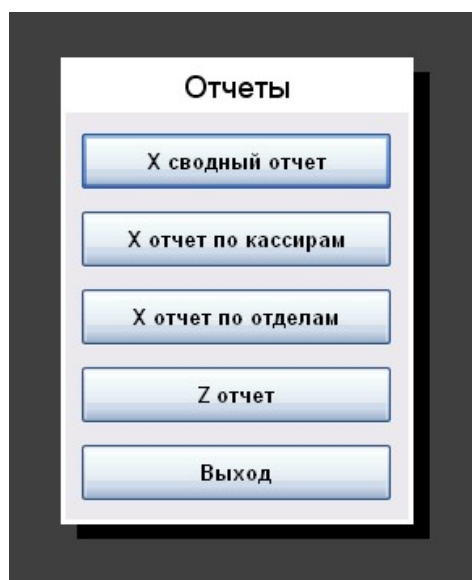 Отчеты
X сводный отчет
X отчет по кассирам
X отчет по отделам
Z отчет
Выход